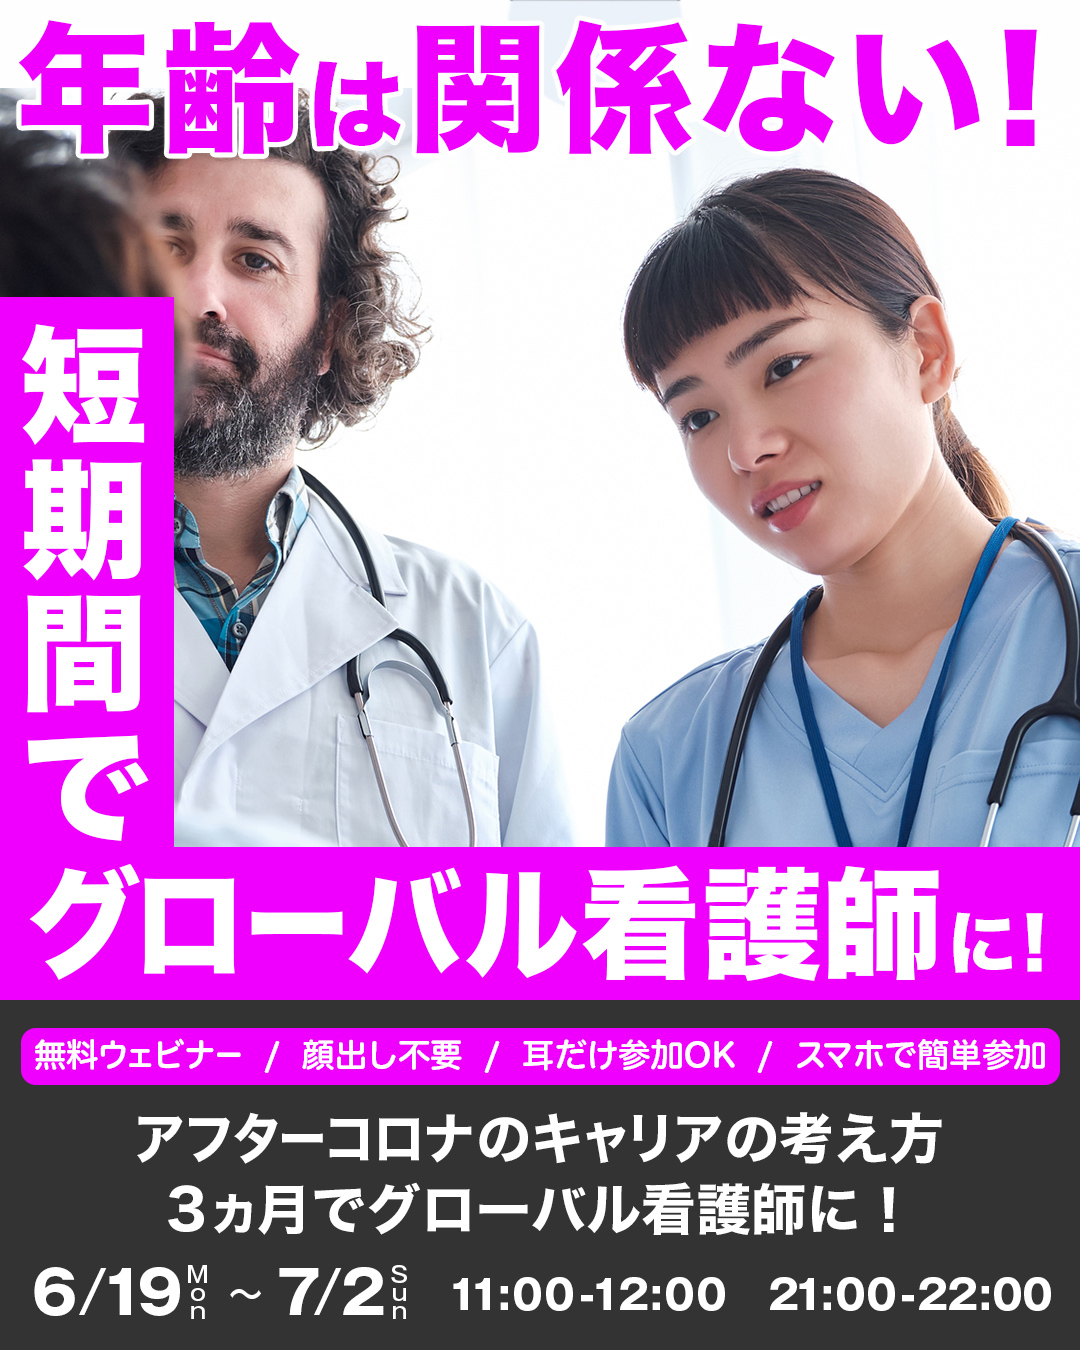 年齢は関係ない!
短期間で
グローバル看護師に!
無料ウェビナー / 顔出し不要 / 耳だけ参加OK / スマホで簡単参加
アフターコロナのキャリアの考え方
3ヵ月でグローバル看護師に!
6/19 Mon 〜 7/2 Sun 11:00-12:00 21:00-22:00